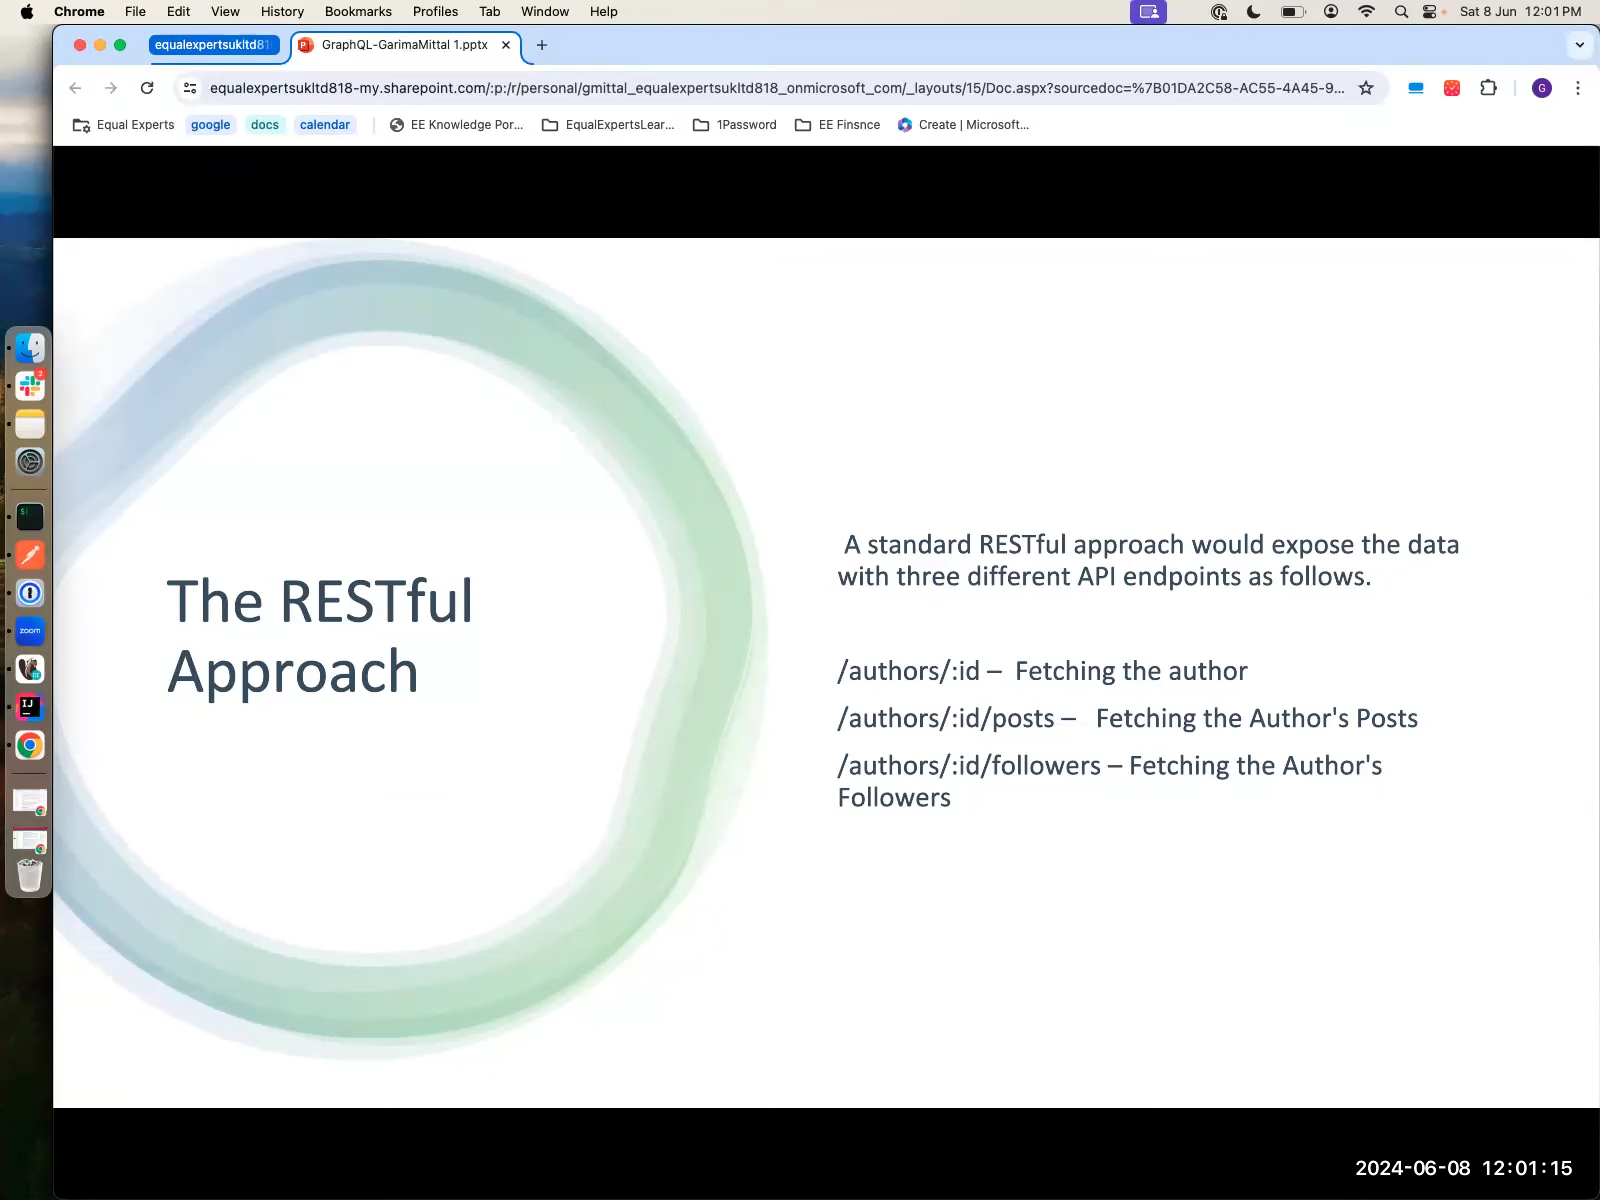 Chrome File Edit View History Bookmarks Profiles Tab Window Help Sat 8 Jun 12:01 PM
equalexpertsukltd81 GraphQL-GarimaMittal 1.pptx
equalexpertsukltd818-my.sharepoint.com/:p:/r/personal/gmittal_equalexpertsukltd818_onmicrosoft_com/_layouts/15/Doc.aspx?sourcedoc=%7B01DA2C58-AC55-4A45-9... G
Equal Experts google docs calendar EE Knowledge Por... EqualExpertsLear... 1Password EE Finsnce Create | Microsoft...
2
$
zoom
IJ
The RESTful
Approach
A standard RESTful approach would expose the data
with three different API endpoints as follows.
/authors/:id – Fetching the author
/authors/:id/posts – Fetching the Author's Posts
/authors/:id/followers – Fetching the Author's
Followers
2024-06-08 12:01:15